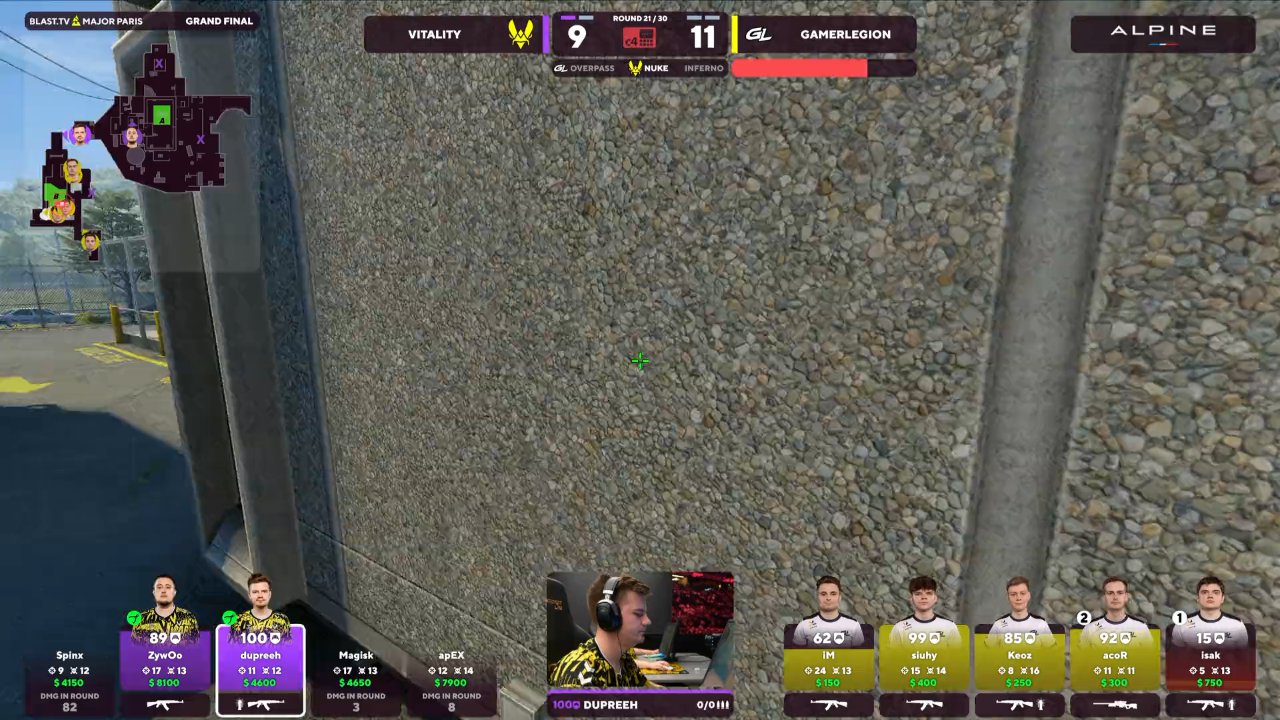 BLAST.TV MAJOR PARIS GRAND FINAL
VITALITY 9 ROUND 21 / 30 11 GL GAMERLEGION
ALPINE
C4
GL OVERPASS NUKE INFERNO
X
A
X
B
89 100 62 99 85 2 92 1 15
Spinx ZywOo dupreeh Magisk apEX iM siuhy Keoz acoR isak
9 12 17 13 11 12 17 13 12 14 24 13 15 14 8 16 11 11 5 13
$ 4150 $ 8100 $ 4600 $ 4650 $ 7900 $ 150 $ 400 $ 250 $ 300 $ 750
DMG IN ROUND DMG IN ROUND DMG IN ROUND
82 3 8
100 DUPREEH 0/0